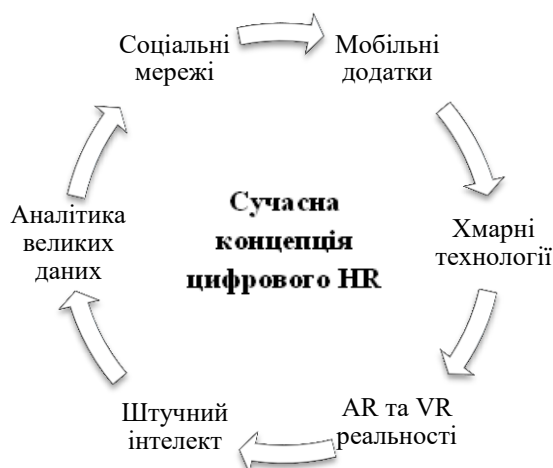 Соціальні
мережі
Мобільні
додатки
Хмарні
технології
AR та VR
реальності
Штучний
інтелект
Аналітика
великих
даних
Сучасна
концепція
цифрового HR